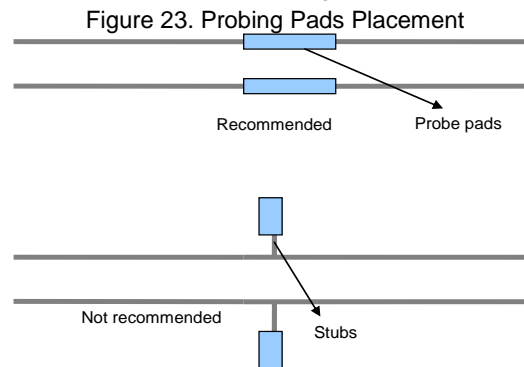 Figure 23. Probing Pads Placement
Recommended
Probe pads
Not recommended
Stubs